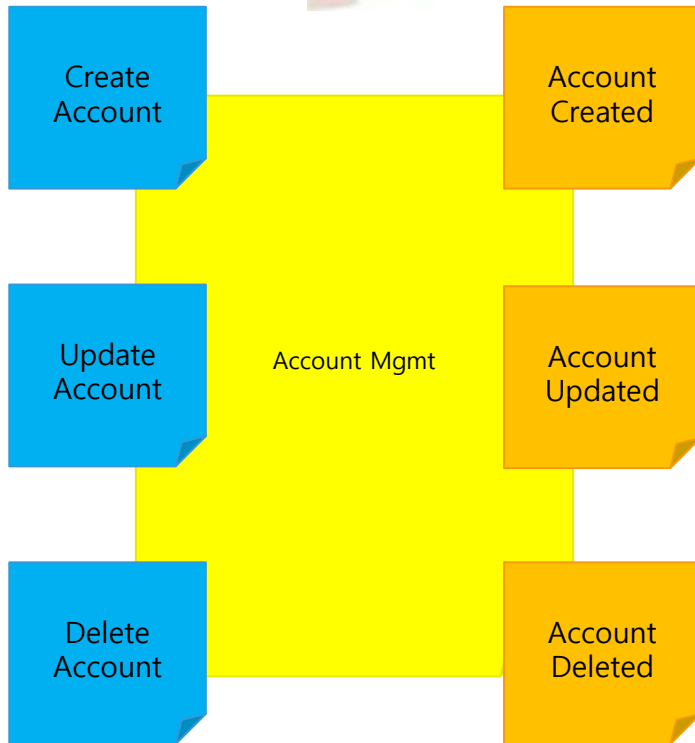 Create
Account
Account
Created
Update
Account
Account Mgmt
Account
Updated
Delete
Account
Account
Deleted